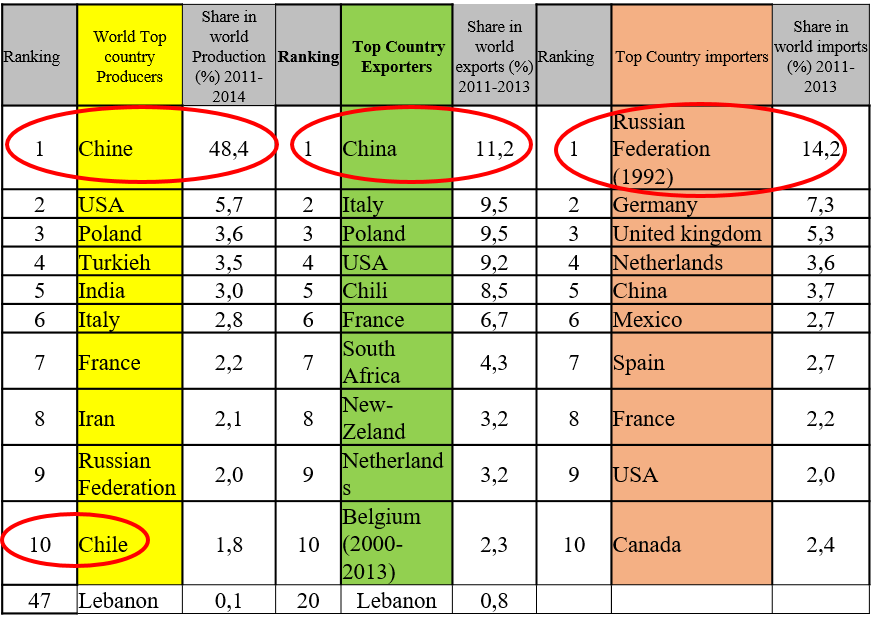 Ranking World Top country Producers Share in world Production (%) 2011-2014 Ranking Top Country Exporters Share in world exports (%) 2011-2013 Ranking Top Country importers Share in world imports (%) 2011-2013
1 Chine 48,4 1 China 11,2 1 Russian Federation (1992) 14,2
2 USA 5,7 2 Italy 9,5 2 Germany 7,3
3 Poland 3,6 3 Poland 9,5 3 United kingdom 5,3
4 Turkieh 3,5 4 USA 9,2 4 Netherlands 3,6
5 India 3,0 5 Chili 8,5 5 China 3,7
6 Italy 2,8 6 France 6,7 6 Mexico 2,7
7 France 2,2 7 South Africa 4,3 7 Spain 2,7
8 Iran 2,1 8 New-Zeland 3,2 8 France 2,2
9 Russian Federation 2,0 9 Netherlands 3,2 9 USA 2,0
10 Chile 1,8 10 Belgium (2000-2013) 2,3 10 Canada 2,4
47 Lebanon 0,1 20 Lebanon 0,8